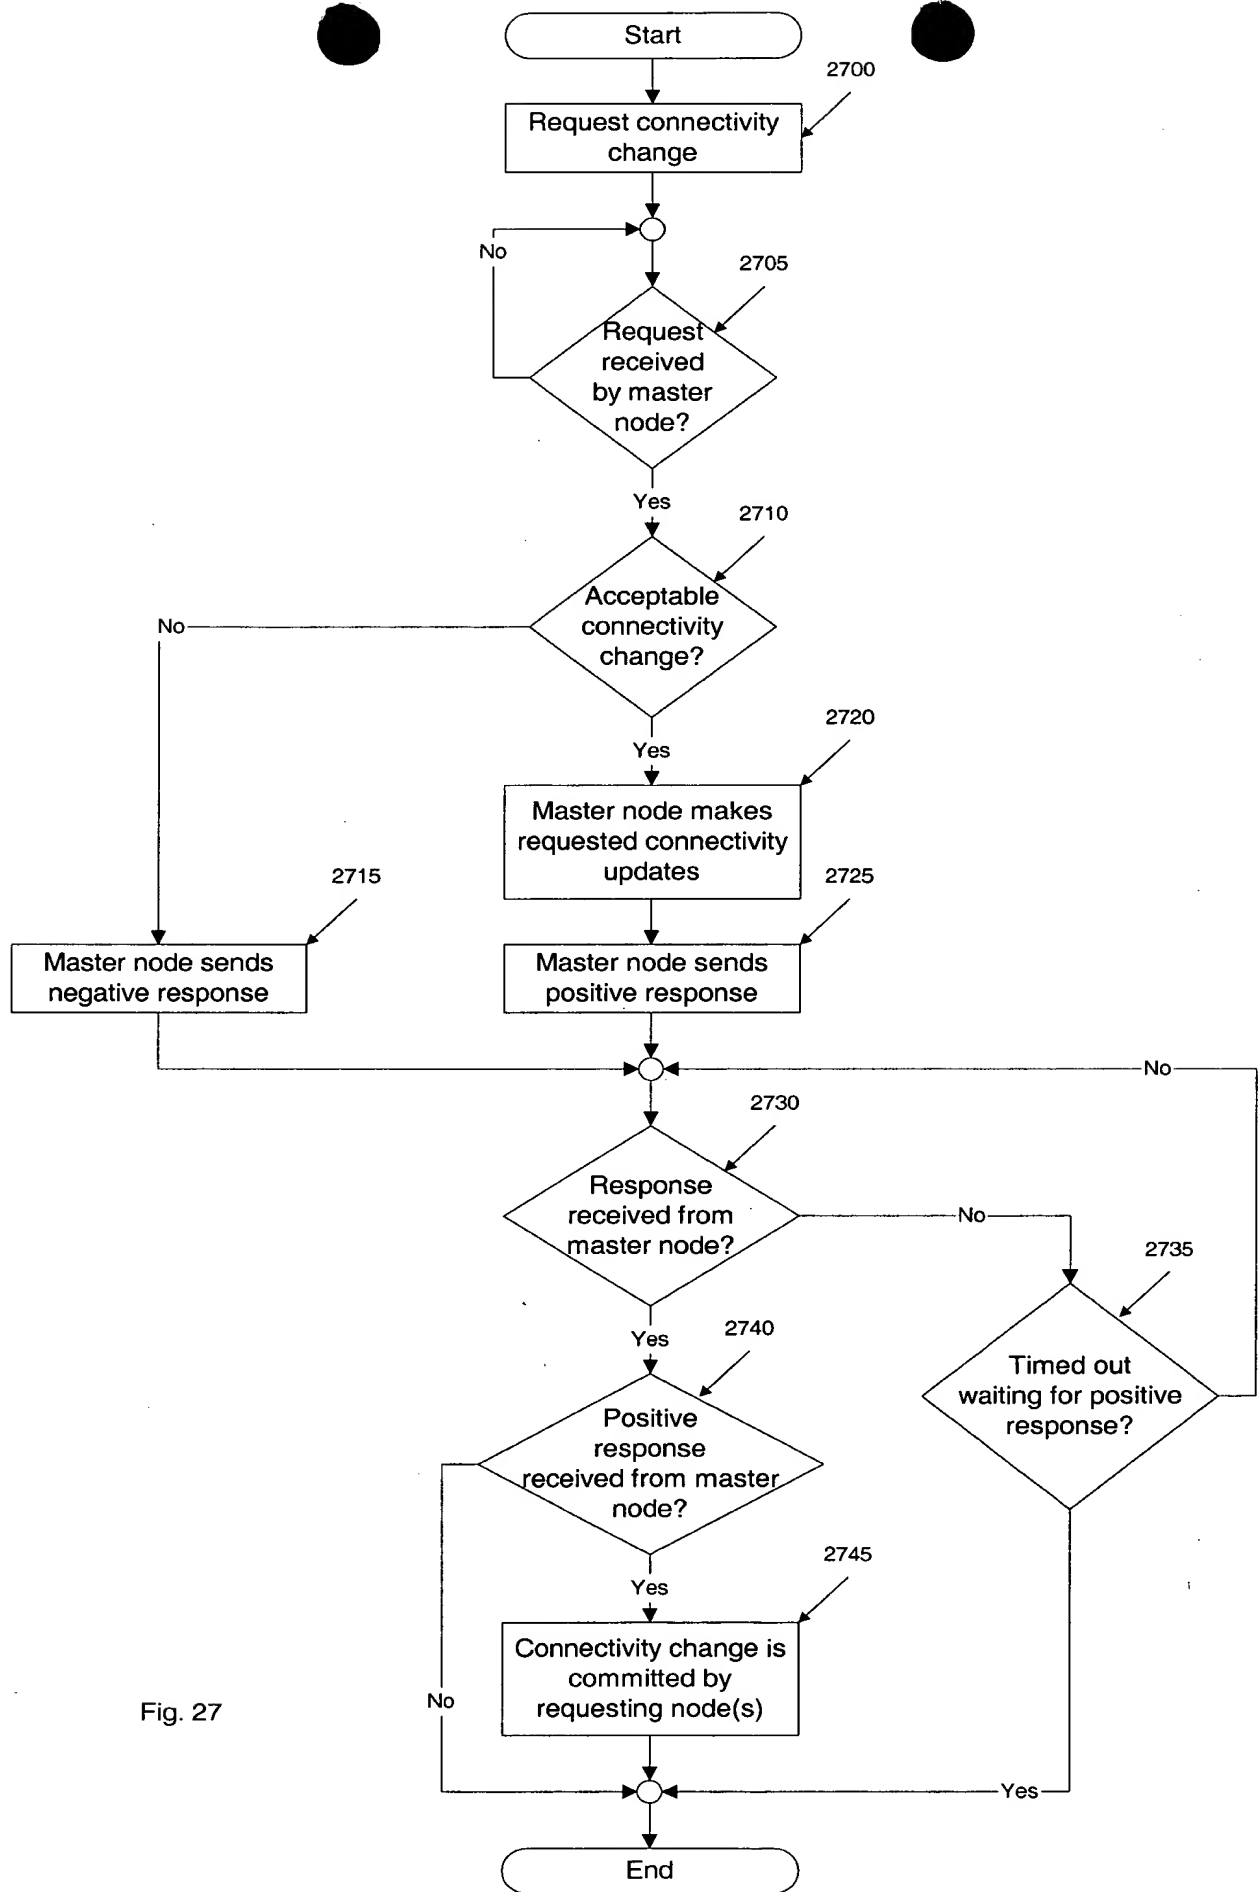 Start
2700
Request connectivity
change
No
2705
Request
received
by master
node?
Yes
2710
Acceptable
connectivity
change?
No
Yes
2720
Master node makes
requested connectivity
updates
2715
2725
Master node sends
negative response
Master node sends
positive response
No
2730
Response
received from
master node?
No
2735
Yes
2740
Timed out
waiting for positive
response?
Positive
response
received from master
node?
2745
Yes
Connectivity change is
committed by
requesting node(s)
No
Fig. 27
Yes
End